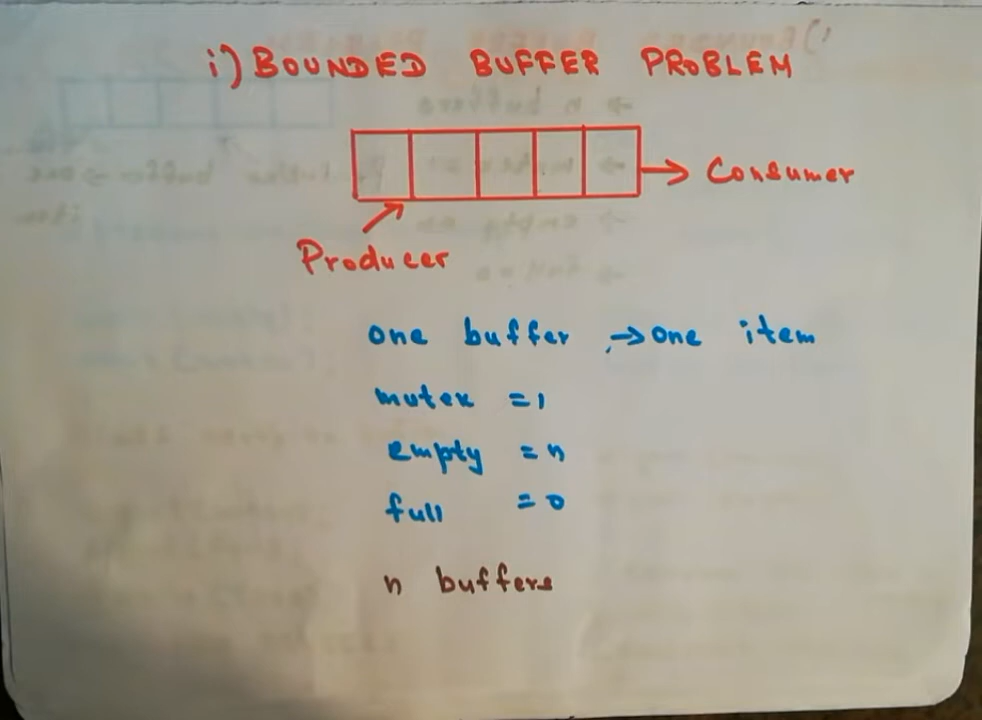 i) BOUNDED BUFFER PROBLEM
→ Consumer
Producer
one buffer → one item
mutex = 1
empty = n
full = 0
n buffers